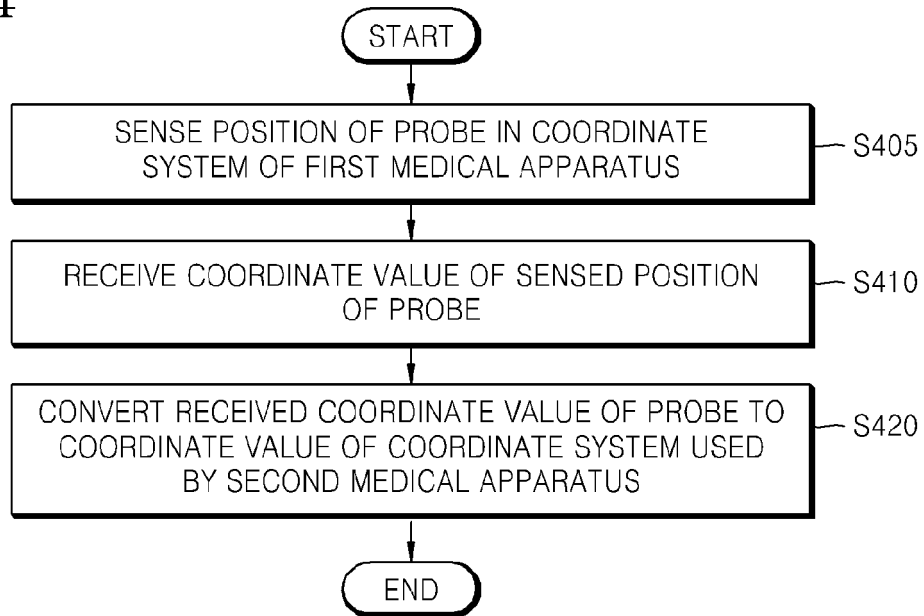 4
START
SENSE POSITION OF PROBE IN COORDINATE
SYSTEM OF FIRST MEDICAL APPARATUS
S405
RECEIVE COORDINATE VALUE OF SENSED POSITION
OF PROBE
S410
CONVERT RECEIVED COORDINATE VALUE OF PROBE TO
COORDINATE VALUE OF COORDINATE SYSTEM USED
BY SECOND MEDICAL APPARATUS
S420
END